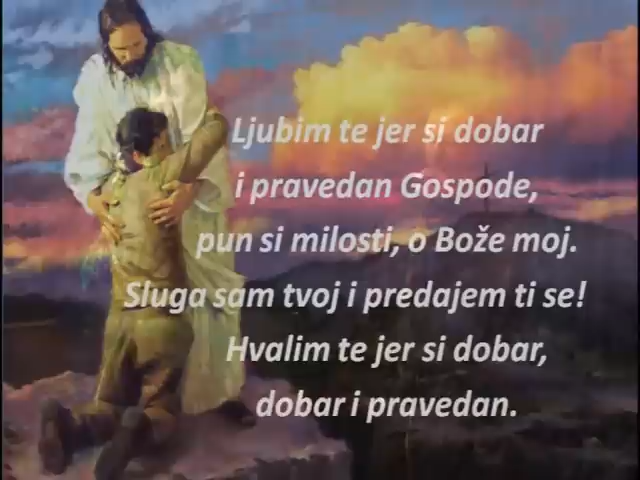 Ljubim te jer si dobar
i pravedan Gospode,
pun si milosti, o Bože moj.
Sluga sam tvoj i predajem ti se!
Hvalim te jer si dobar,
dobar i pravedan.